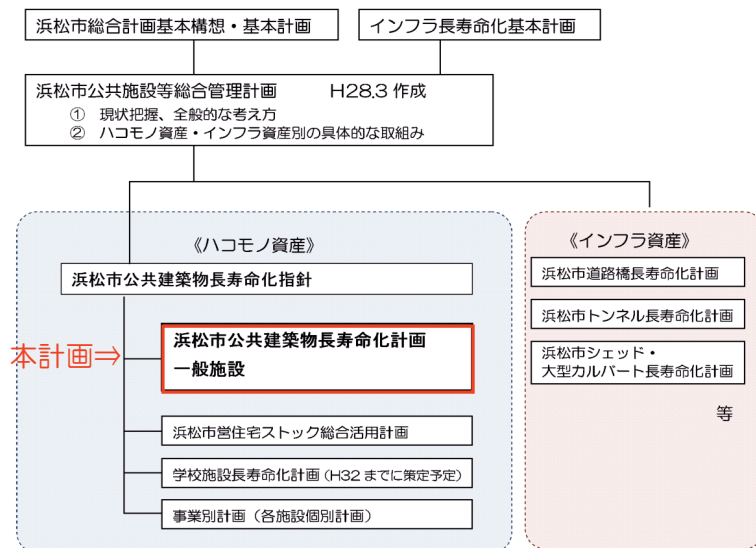 浜松市総合計画基本構想・基本計画
インフラ長寿命化基本計画
浜松市公共施設等総合管理計画　　H28.3 作成
① 現状把握、全般的な考え方
② ハコモノ資産・インフラ資産別の具体的な取組み
《ハコモノ資産》
浜松市公共建築物長寿命化指針
本計画⇒
浜松市公共建築物長寿命化計画
一般施設
浜松市営住宅ストック総合活用計画
学校施設長寿命化計画（H32 までに策定予定）
事業別計画（各施設個別計画）
《インフラ資産》
浜松市道路橋長寿命化計画
浜松市トンネル長寿命化計画
浜松市シェッド・
大型カルバート長寿命化計画
等